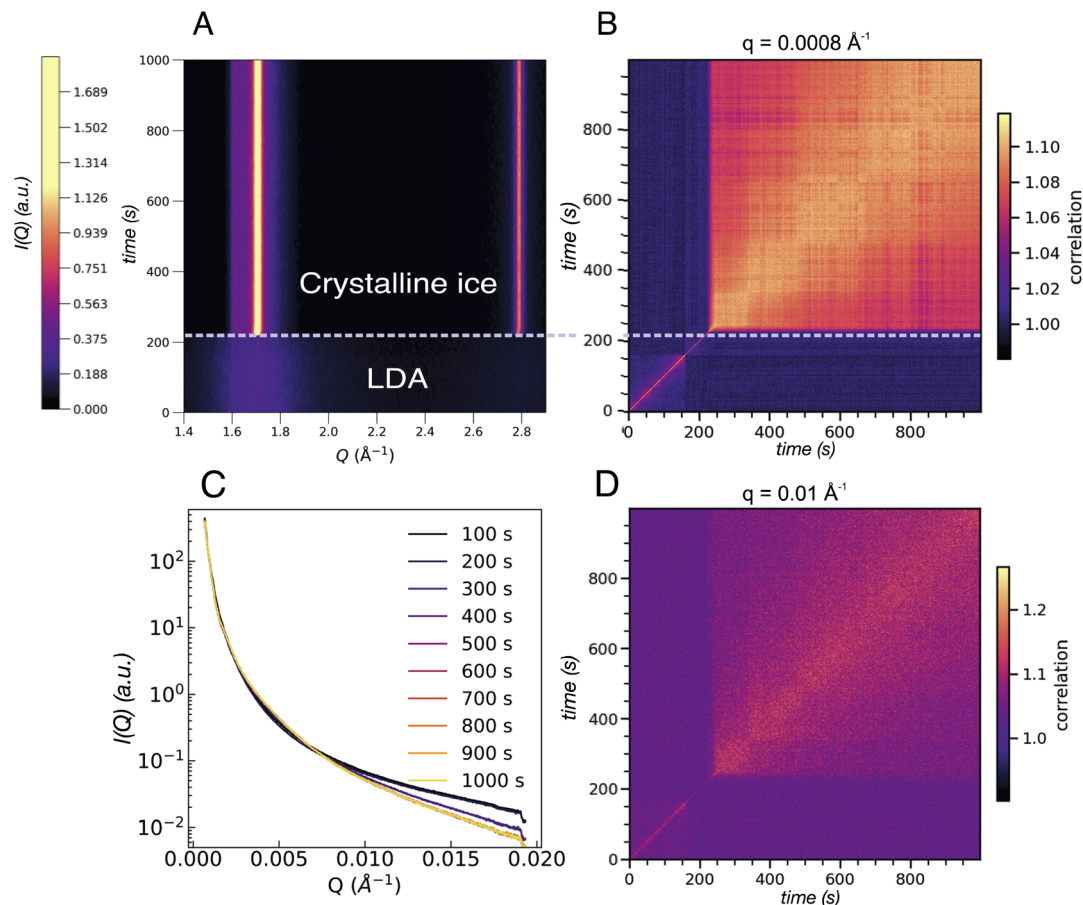 A
B
q = 0.0008 Å⁻¹
1.689
1.502
1.314
1.126
0.939
0.751
0.563
0.375
0.188
0.000
I(Q) (a.u.)
1000
800
600
400
200
0
time (s)
Crystalline ice
LDA
1.4
1.6
1.8
2.0
2.2
2.4
2.6
2.8
Q (Å⁻¹)
800
600
400
200
0
time (s)
0
200
400
600
800
time (s)
1.10
1.08
1.06
1.04
1.02
1.00
correlation
C
D
q = 0.01 Å⁻¹
10²
10¹
10⁰
10⁻¹
10⁻²
I(Q) (a.u.)
100 s
200 s
300 s
400 s
500 s
600 s
700 s
800 s
900 s
1000 s
0.000
0.005
0.010
0.015
0.020
Q (Å⁻¹)
800
600
400
200
0
time (s)
0
200
400
600
800
time (s)
1.2
1.1
1.0
correlation